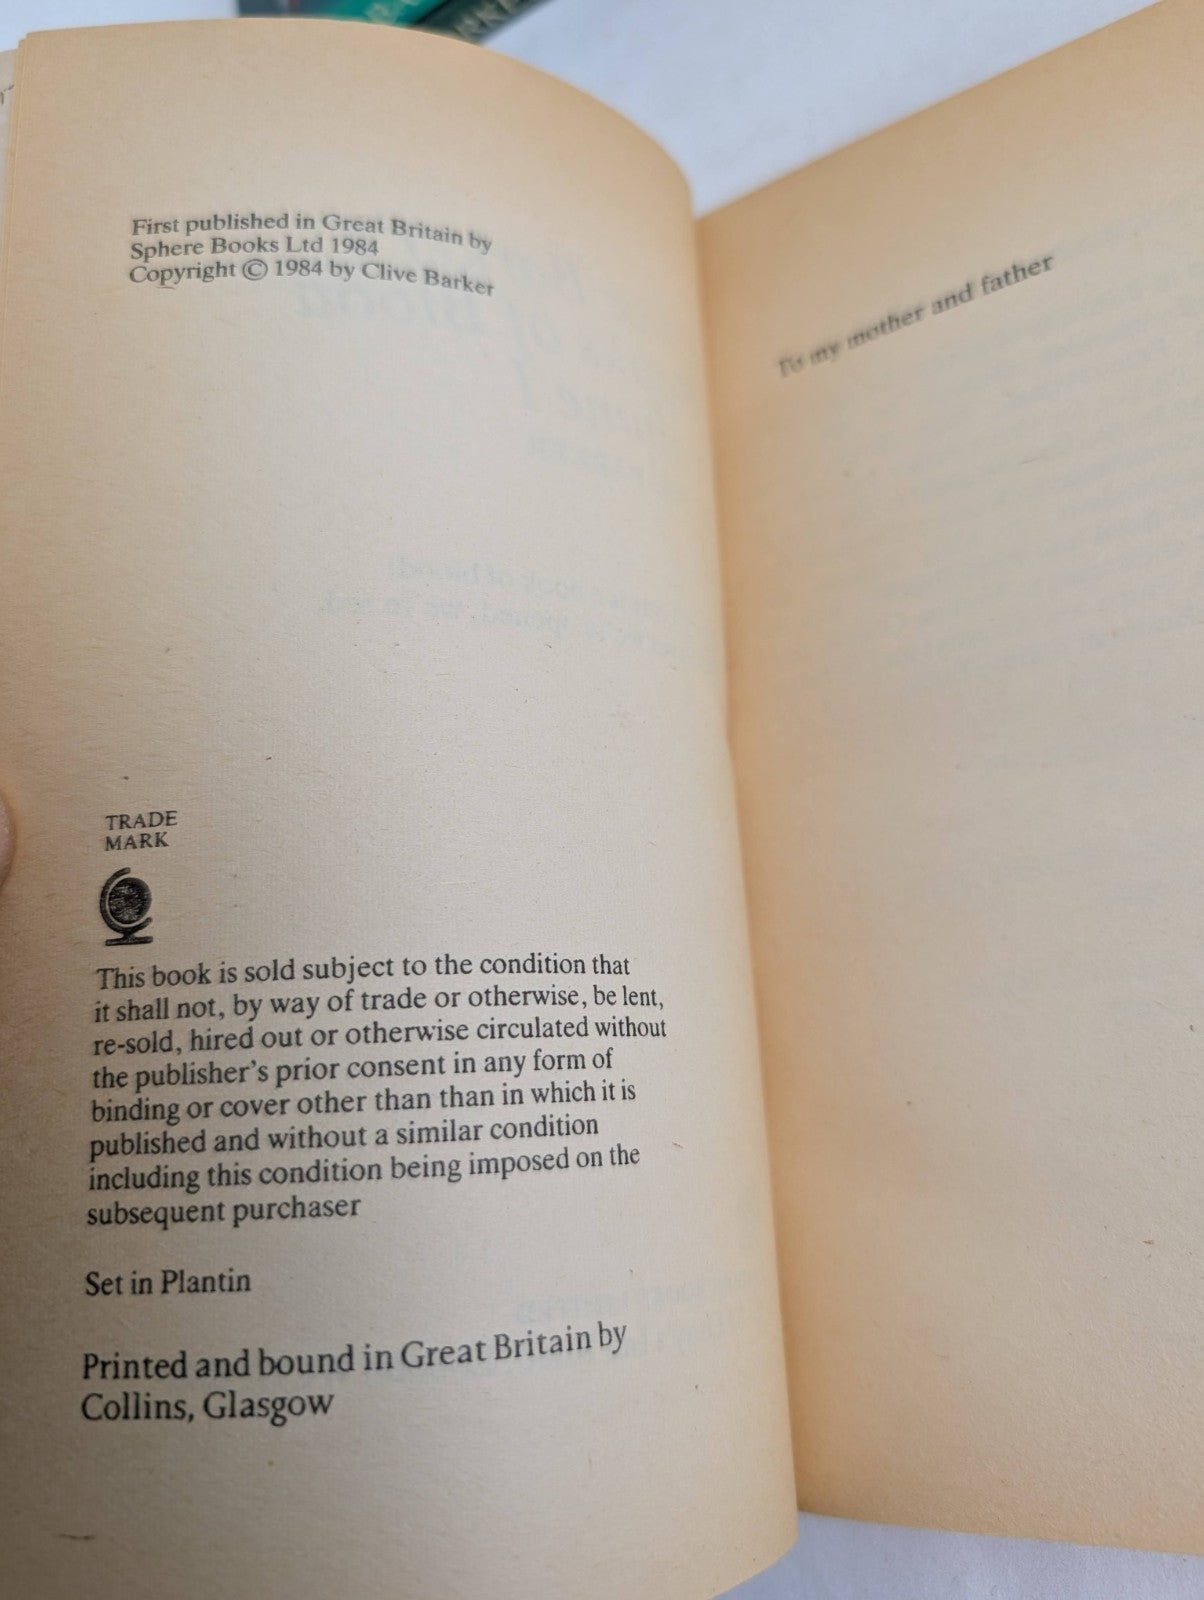 First published in Great Britain by
Sphere Books Ltd 1984
Copyright © 1984 by Clive Barker
To my mother and father
TRADE
MARK
This book is sold subject to the condition that
it shall not, by way of trade or otherwise, be lent,
re-sold, hired out or otherwise circulated without
the publisher's prior consent in any form of
binding or cover other than than in which it is
published and without a similar condition
including this condition being imposed on the
subsequent purchaser
Set in Plantin
Printed and bound in Great Britain by
Collins, Glasgow